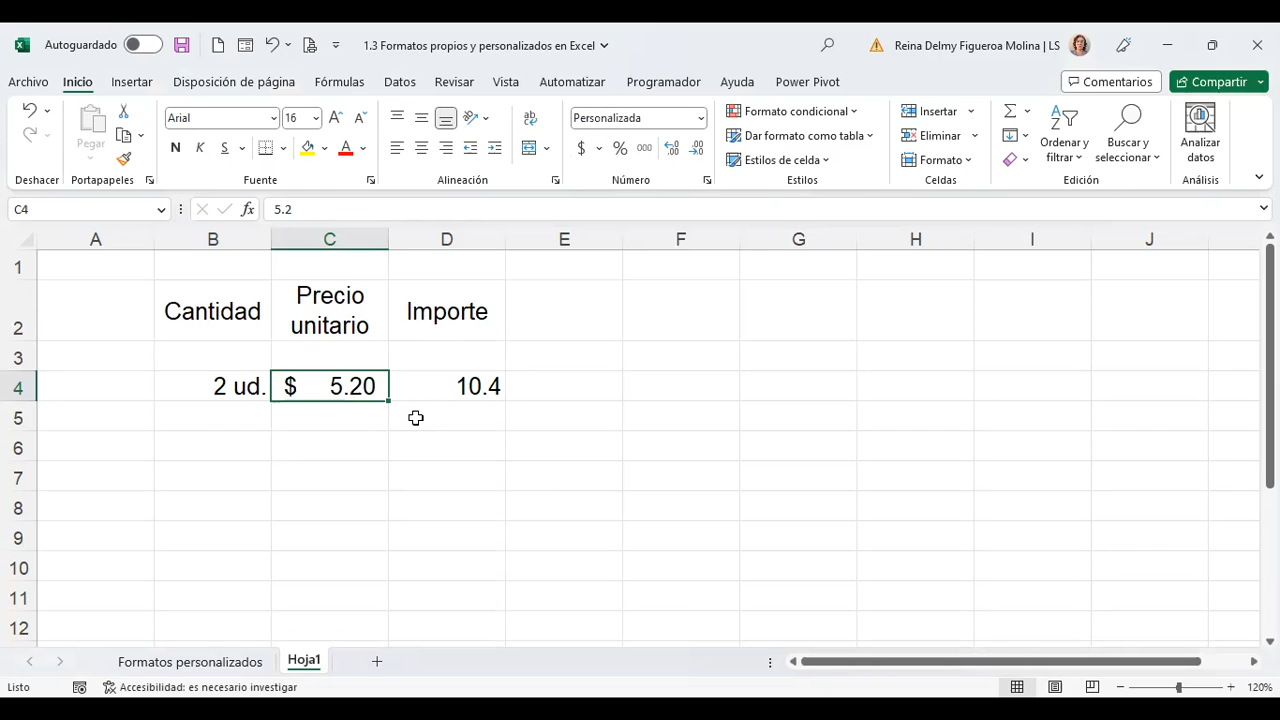 Autoguardado
1.3 Formatos propios y personalizados en Excel
Reina Delmy Figueroa Molina | LS
Archivo Inicio Insertar Disposición de página Fórmulas Datos Revisar Vista Automatizar Programador Ayuda Power Pivot
Comentarios
Compartir
Pegar
Arial 16
N K S
Personalizada
$ % 000
Formato condicional
Dar formato como tabla
Estilos de celda
Insertar
Eliminar
Formato
Ordenar y
filtrar
Buscar y
seleccionar
Analizar
datos
Deshacer Portapapeles Fuente Alineación Número Estilos Celdas Edición Análisis
C4 fx 5.2
A B C D E F G H I J
1
2 Cantidad Precio unitario Importe
3
4 2 ud. $ 5.20 10.4
5
6
7
8
9
10
11
12
Formatos personalizados Hoja1
Listo Accesibilidad: es necesario investigar 120%